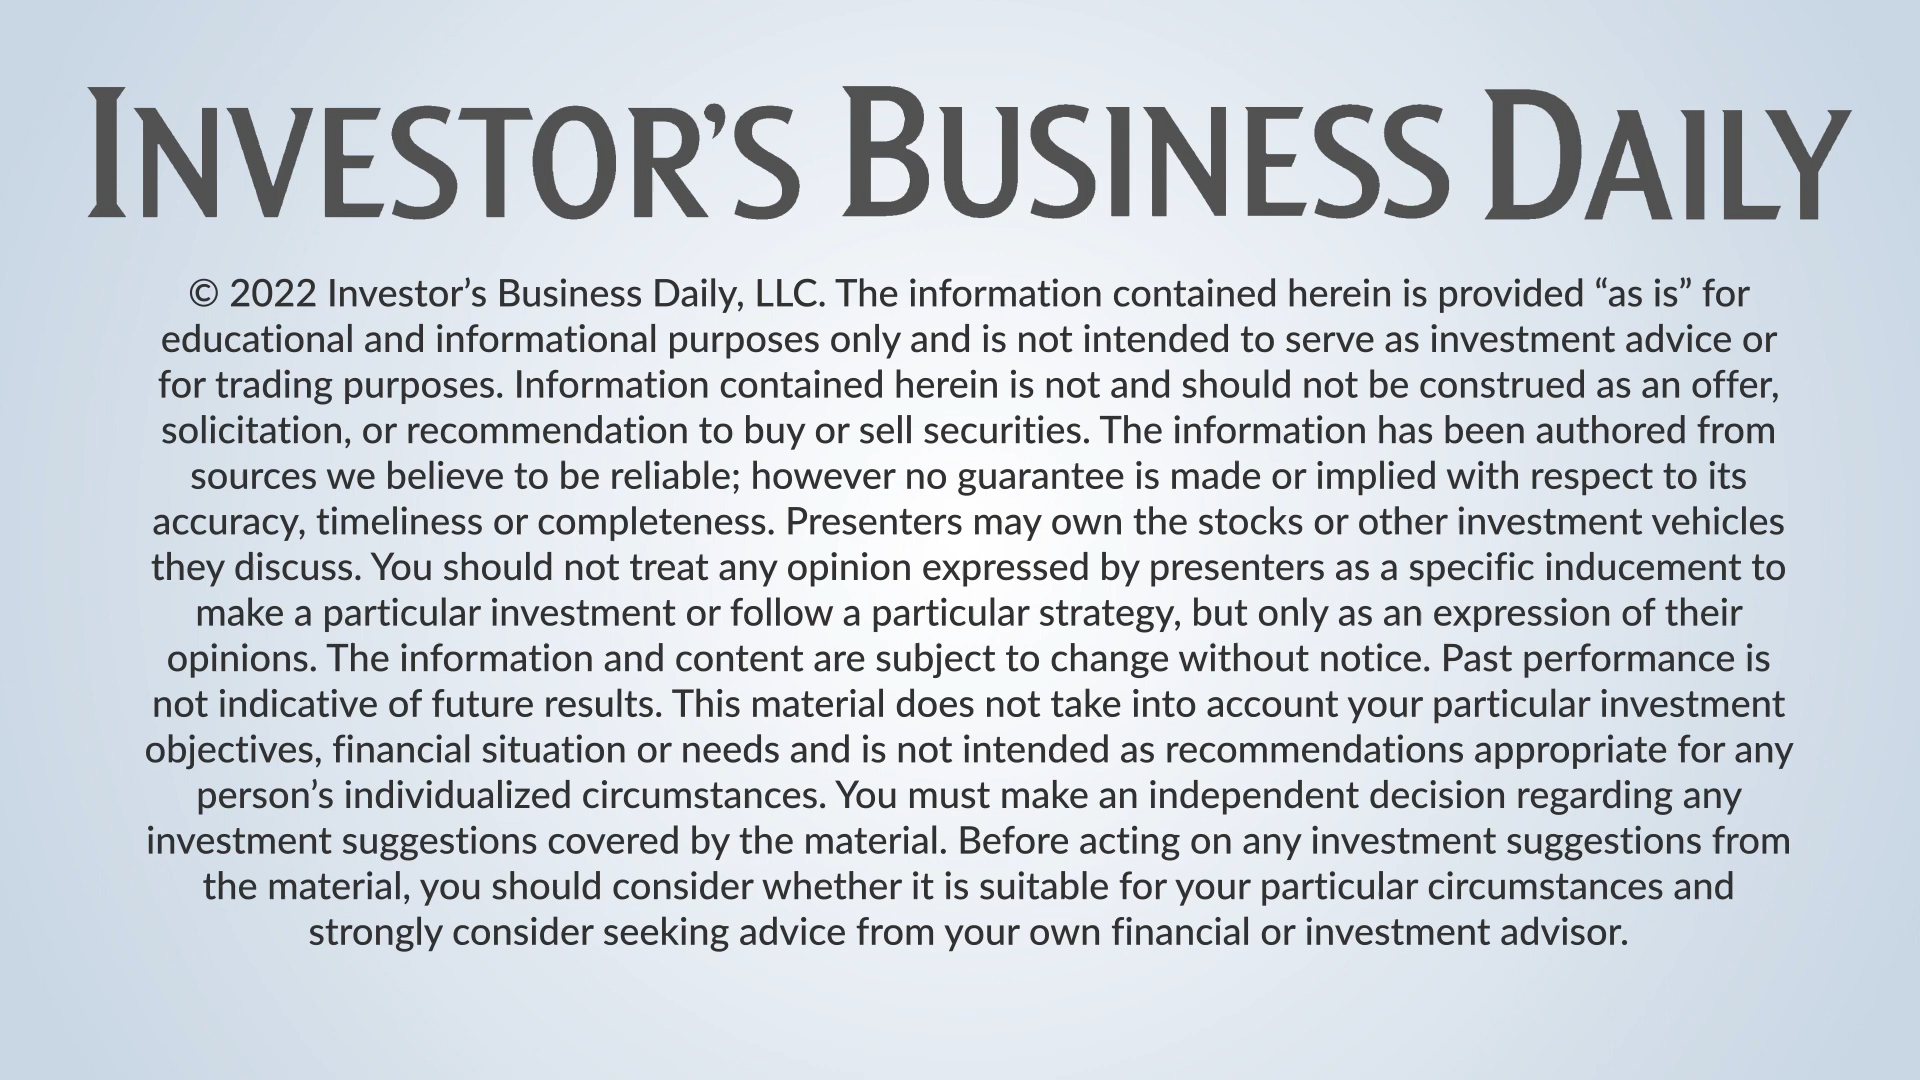 INVESTOR’S BUSINESS DAILY
© 2022 Investor’s Business Daily, LLC. The information contained herein is provided “as is” for
educational and informational purposes only and is not intended to serve as investment advice or
for trading purposes. Information contained herein is not and should not be construed as an offer,
solicitation, or recommendation to buy or sell securities. The information has been authored from
sources we believe to be reliable; however no guarantee is made or implied with respect to its
accuracy, timeliness or completeness. Presenters may own the stocks or other investment vehicles
they discuss. You should not treat any opinion expressed by presenters as a specific inducement to
make a particular investment or follow a particular strategy, but only as an expression of their
opinions. The information and content are subject to change without notice. Past performance is
not indicative of future results. This material does not take into account your particular investment
objectives, financial situation or needs and is not intended as recommendations appropriate for any
person’s individualized circumstances. You must make an independent decision regarding any
investment suggestions covered by the material. Before acting on any investment suggestions from
the material, you should consider whether it is suitable for your particular circumstances and
strongly consider seeking advice from your own financial or investment advisor.